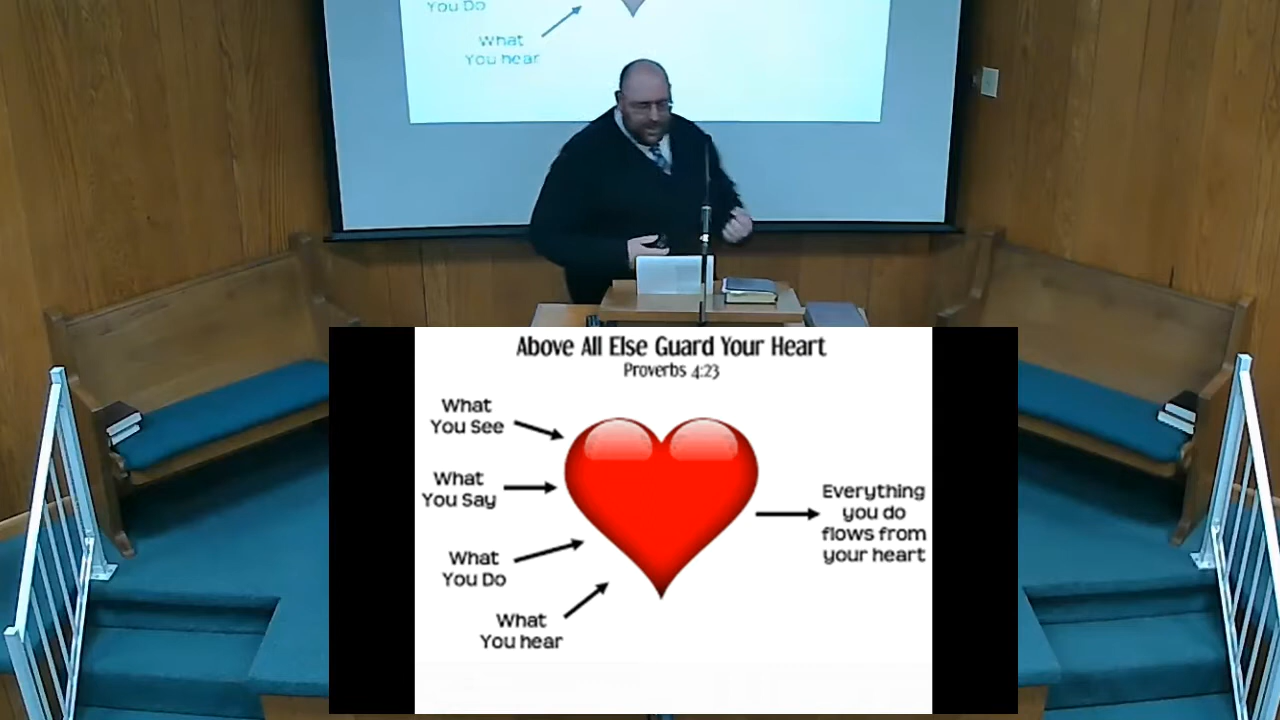 You Do
What
You hear
Above All Else Guard Your Heart
Proverbs 4:23
What
You See
What
You Say
What
You Do
What
You hear
Everything
you do
flows from
your heart